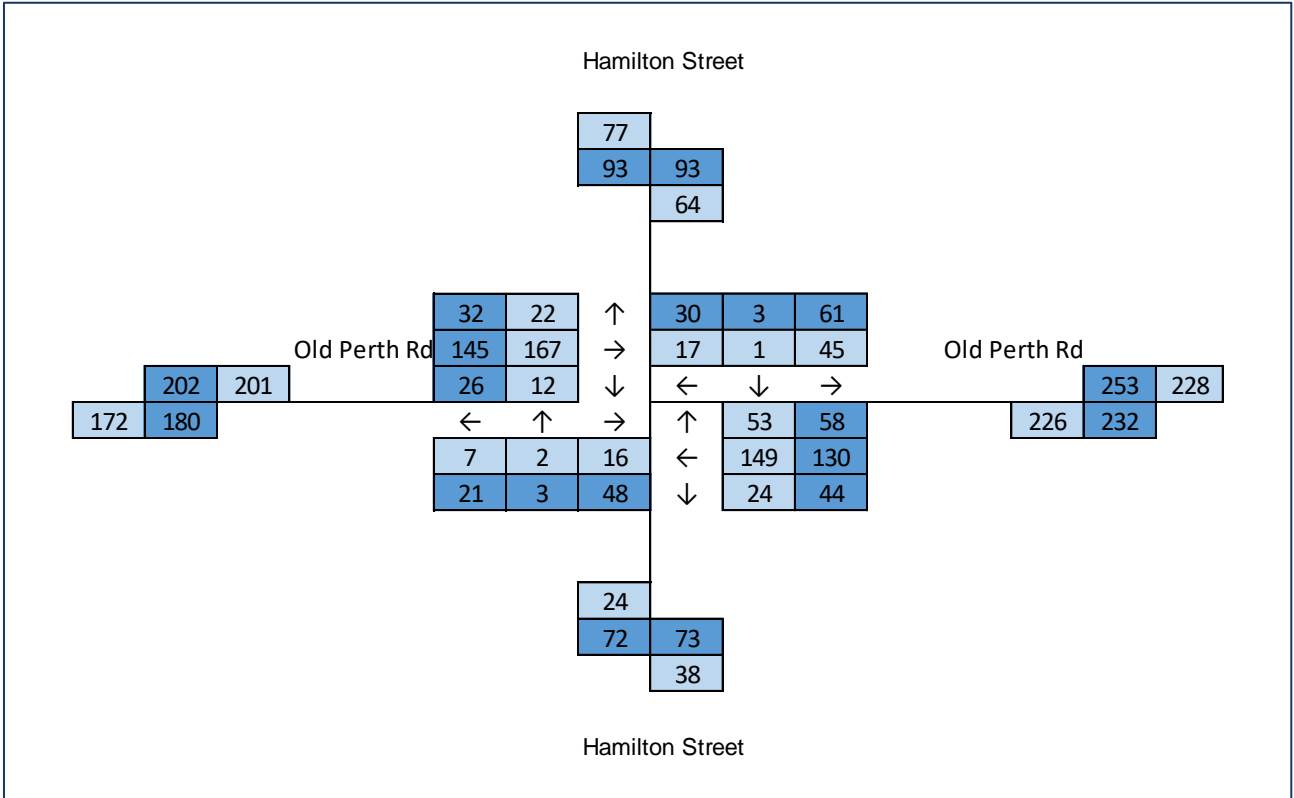 Hamilton Street
77
93 93
64
32 22 ↑ 30 3 61
Old Perth Rd 145 167 → 17 1 45 Old Perth Rd
202 201 26 12 ↓ ← ↓ → 253 228
172 180 ← ↑ → ↑ 53 58 226 232
7 2 16 ← 149 130
21 3 48 ↓ 24 44
24
72 73
38
Hamilton Street